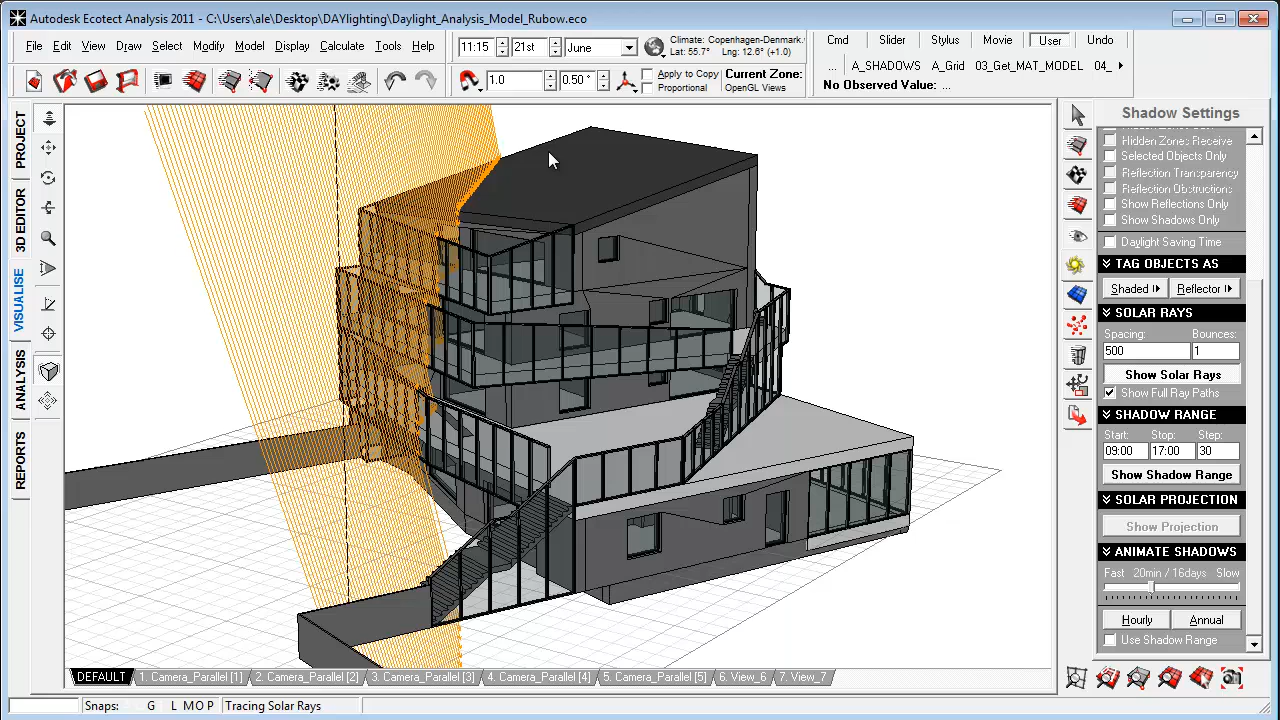 Autodesk Ecotect Analysis 2011 - C:\Users\ale\Desktop\DAYlighting\Daylight_Analysis_Model_Rubow.eco
File Edit View Draw Select Modify Model Display Calculate Tools Help
11:15 21st June
Climate: Copenhagen-Denmark.
Lat: 55.7° Lng: 12.6° (+1.0)
Cmd Slider Stylus Movie User Undo
... A_SHADOWS A_Grid 03_Get_MAT_MODEL 04_
1.0 0.50°
Apply to Copy
Proportional
Current Zone:
OpenGL Views
No Observed Value: ...
PROJECT
3D EDITOR
VISUALISE
ANALYSIS
REPORTS
Shadow Settings
Hidden Zones Receive
Selected Objects Only
Reflection Transparency
Reflection Obstructions
Show Reflections Only
Show Shadows Only
Daylight Saving Time
TAG OBJECTS AS
Shaded Reflector
SOLAR RAYS
Spacing: Bounces:
500 1
Show Solar Rays
Show Full Ray Paths
SHADOW RANGE
Start: Stop: Step:
09:00 17:00 30
Show Shadow Range
SOLAR PROJECTION
Show Projection
ANIMATE SHADOWS
Fast 20min / 16days Slow
Hourly Annual
Use Shadow Range
DEFAULT 1. Camera_Parallel [1] 2. Camera_Parallel [2] 3. Camera_Parallel [3] 4. Camera_Parallel [4] 5. Camera_Parallel [5] 6. View_6 7. View_7
Snaps: G L M O P Tracing Solar Rays